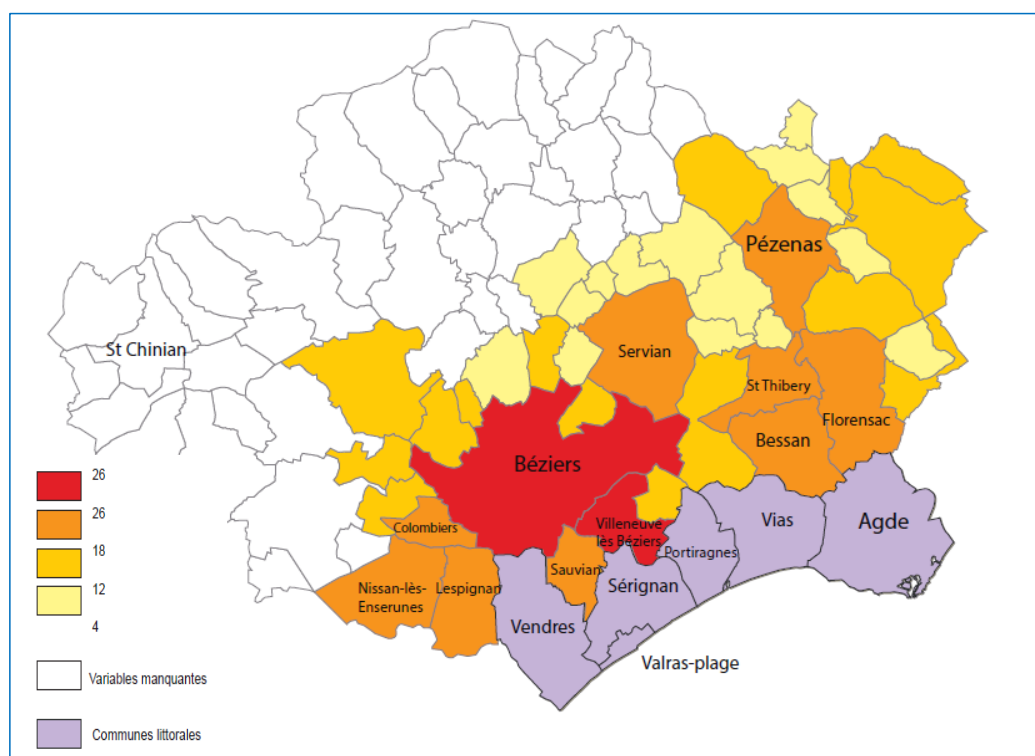 Pézenas
St Chinian
Servian
St Thibery
Florensac
Bessan
Béziers
Colombiers
Villeneuve
lès Béziers
Vias
Agde
Portiragnes
Sauvian
Nissan-lès-
Enserunes
Lespignan
Sérignan
Vendres
Valras-plage
26
26
18
12
4
Variables manquantes
Communes littorales